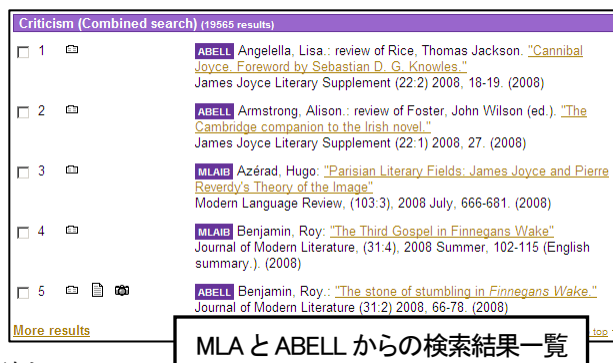 Criticism (Combined search) (19565 results)
1 ABELL Angelella, Lisa.: review of Rice, Thomas Jackson. "Cannibal
Joyce. Foreword by Sebastian D. G. Knowles."
James Joyce Literary Supplement (22:2) 2008, 18-19. (2008)
2 ABELL Armstrong, Alison.: review of Foster, John Wilson (ed.). "The
Cambridge companion to the Irish novel."
James Joyce Literary Supplement (22:1) 2008, 27. (2008)
3 MLAIB Azérad, Hugo: "Parisian Literary Fields: James Joyce and Pierre
Reverdy's Theory of the Image"
Modern Language Review, (103:3), 2008 July, 666-681. (2008)
4 MLAIB Benjamin, Roy: "The Third Gospel in Finnegans Wake"
Journal of Modern Literature, (31:4), 2008 Summer, 102-115 (English
summary.). (2008)
5 ABELL Benjamin, Roy.: "The stone of stumbling in Finnegans Wake."
Journal of Modern Literature (31:2) 2008, 66-78. (2008)
More results
top
MLA と ABELL からの検索結果一覧